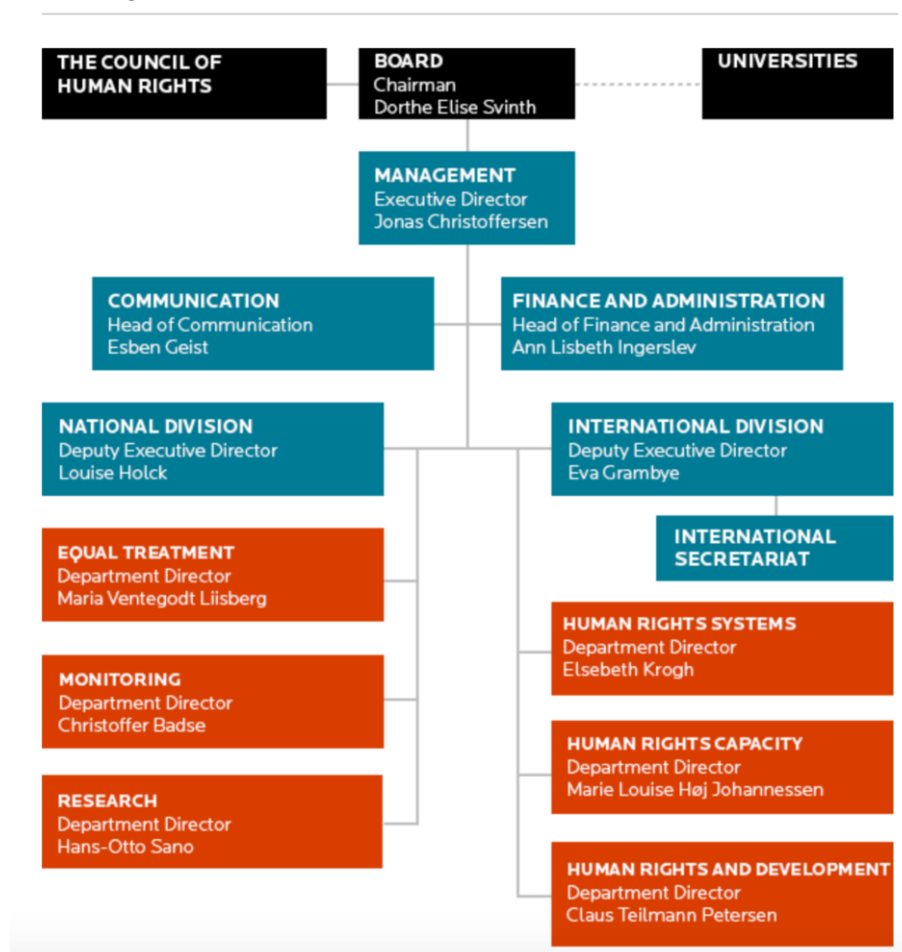 THE COUNCIL OF
HUMAN RIGHTS
BOARD
Chairman
Dorthe Elise Svinth
UNIVERSITIES
MANAGEMENT
Executive Director
Jonas Christoffersen
COMMUNICATION
Head of Communication
Esben Geist
FINANCE AND ADMINISTRATION
Head of Finance and Administration
Ann Lisbeth Ingerslev
NATIONAL DIVISION
Deputy Executive Director
Louise Holck
INTERNATIONAL DIVISION
Deputy Executive Director
Eva Grambye
INTERNATIONAL
SECRETARIAT
EQUAL TREATMENT
Department Director
Maria Ventegodt Liisberg
MONITORING
Department Director
Christoffer Badse
RESEARCH
Department Director
Hans-Otto Sano
HUMAN RIGHTS SYSTEMS
Department Director
Elsebeth Krogh
HUMAN RIGHTS CAPACITY
Department Director
Marie Louise Høj Johannessen
HUMAN RIGHTS AND DEVELOPMENT
Department Director
Claus Teilmann Petersen